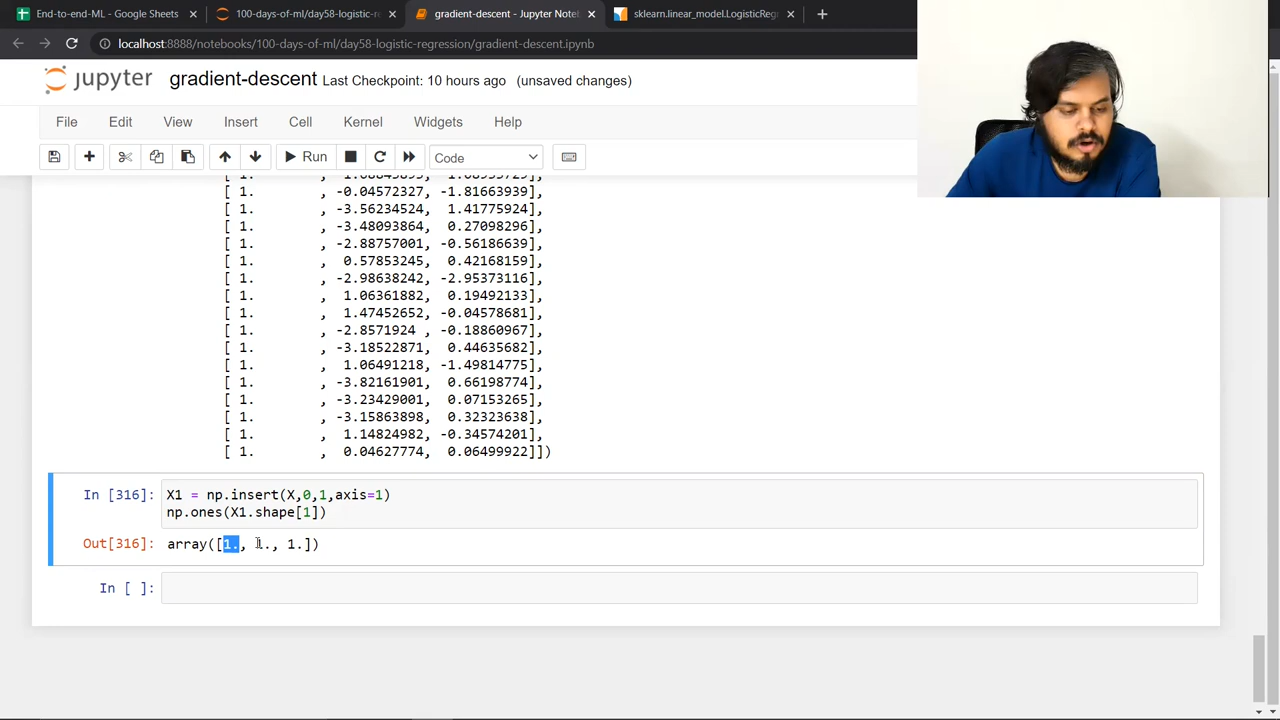 End-to-end-ML - Google Sheets
100-days-of-ml/day58-logistic-re
gradient-descent - Jupyter Note
sklearn.linear_model.LogisticRegr
localhost:8888/notebooks/100-days-of-ml/day58-logistic-regression/gradient-descent.ipynb
jupyter gradient-descent Last Checkpoint: 10 hours ago (unsaved changes)
File Edit View Insert Cell Kernel Widgets Help
Run Code
[ 1. , -0.04572327, -1.81663939],
[ 1. , -3.56234524, 1.41775924],
[ 1. , -3.48093864, 0.27098296],
[ 1. , -2.88757001, -0.56186639],
[ 1. , 0.57853245, 0.42168159],
[ 1. , -2.98638242, -2.95373116],
[ 1. , 1.06361882, 0.19492133],
[ 1. , 1.47452652, -0.04578681],
[ 1. , -2.8571924 , -0.18860967],
[ 1. , -3.18522871, 0.44635682],
[ 1. , 1.06491218, -1.49814775],
[ 1. , -3.82161901, 0.66198774],
[ 1. , -3.23429001, 0.07153265],
[ 1. , -3.15863898, 0.32323638],
[ 1. , 1.14824982, -0.34574201],
[ 1. , 0.04627774, 0.06499922]])
In [316]: X1 = np.insert(X,0,1,axis=1)
np.ones(X1.shape[1])
Out[316]: array([1., 1., 1.])
In [ ]: